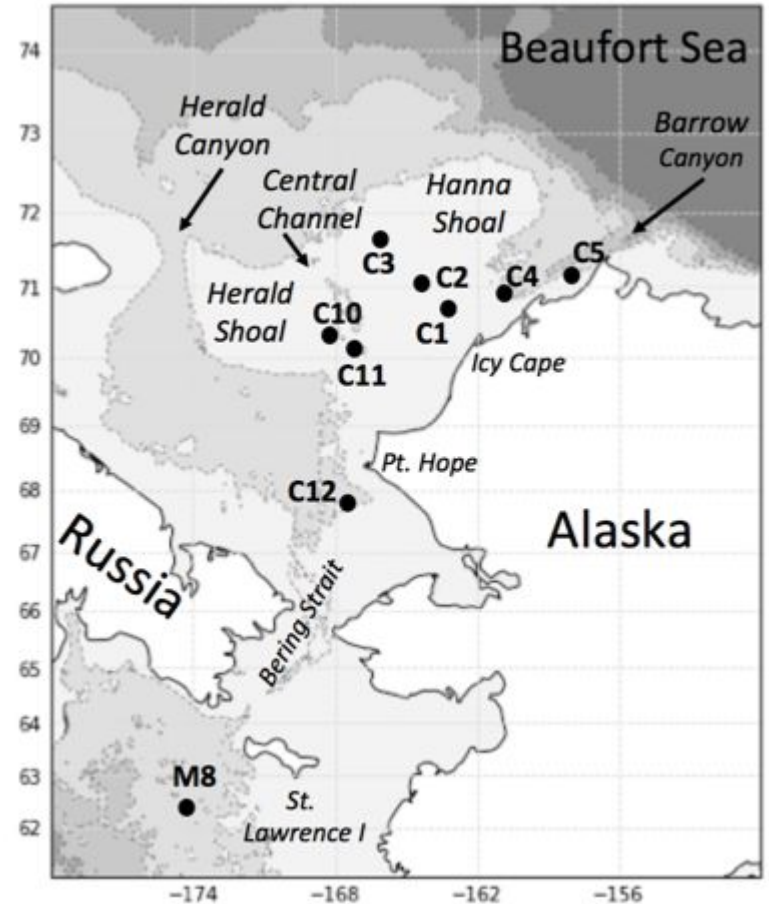 74
Beaufort Sea
73
Herald
Canyon
Barrow
Canyon
Central
Channel
Hanna
Shoal
72
C3
C2
C4
C5
71
Herald
Shoal
C10
C1
C11
70
Icy Cape
69
Pt. Hope
68
C12
Alaska
Russia
67
66
Bering Strait
65
64
63
M8
St.
Lawrence I
62
−174
−168
−162
−156